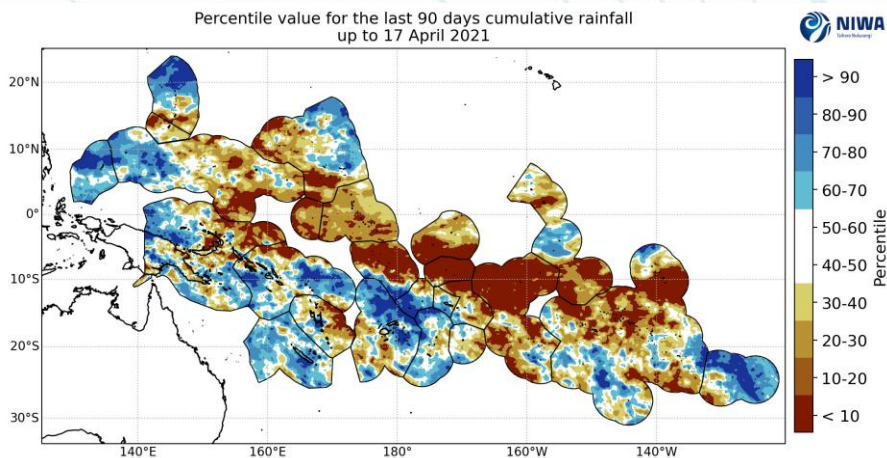 Percentile value for the last 90 days cumulative rainfall
up to 17 April 2021
NIWA
Taihoro Nukurangi
20°N
10°N
0°
10°S
20°S
30°S
140°E
160°E
180°
160°W
140°W
> 90
80-90
70-80
60-70
50-60
40-50
30-40
20-30
10-20
< 10
Percentile